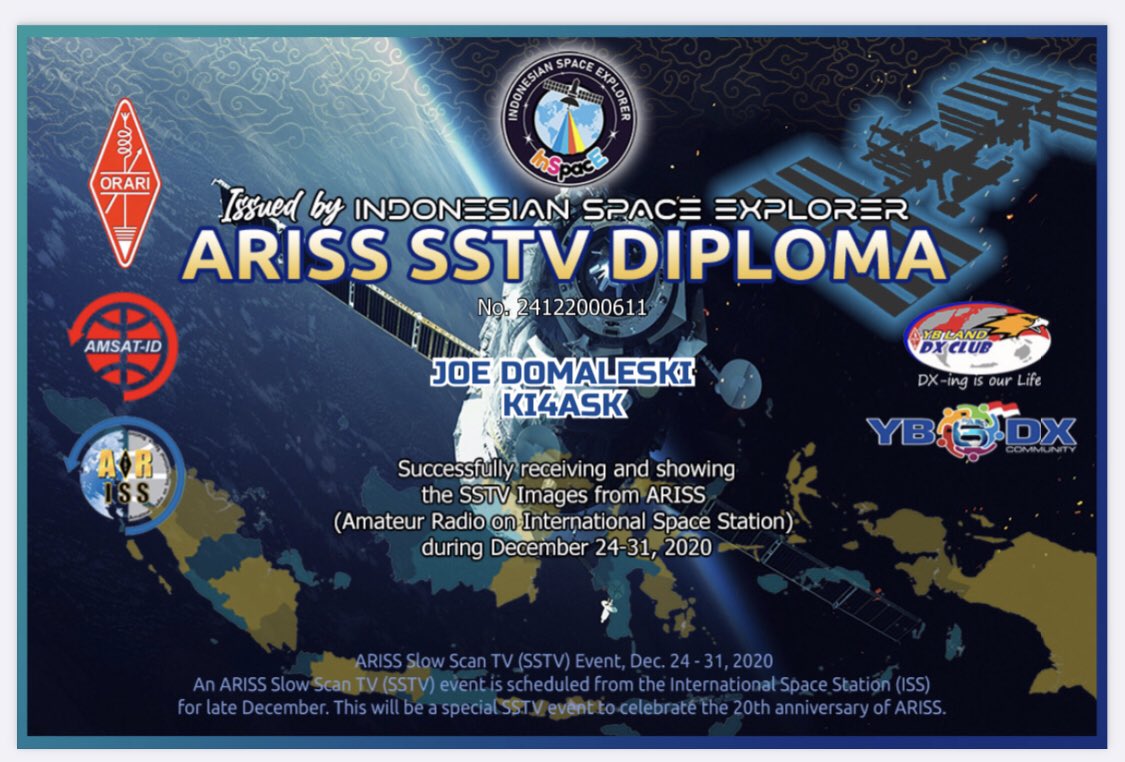 INDONESIAN SPACE EXPLORER
InSpacE
ORARI
Issued by INDONESIAN SPACE EXPLORER
ARISS SSTV DIPLOMA
No. 24122000611
AMSAT-ID
YB LAND
DX CLUB
DX-ing is our Life
JOE DOMALESKI
KI4ASK
YB6DX
COMMUNITY
AR
ISS
Successfully receiving and showing
the SSTV Images from ARISS
(Amateur Radio on International Space Station)
during December 24-31, 2020
ARISS Slow Scan TV (SSTV) Event, Dec. 24 - 31, 2020
An ARISS Slow Scan TV (SSTV) event is scheduled from the International Space Station (ISS)
for late December. This will be a special SSTV event to celebrate the 20th anniversary of ARISS.